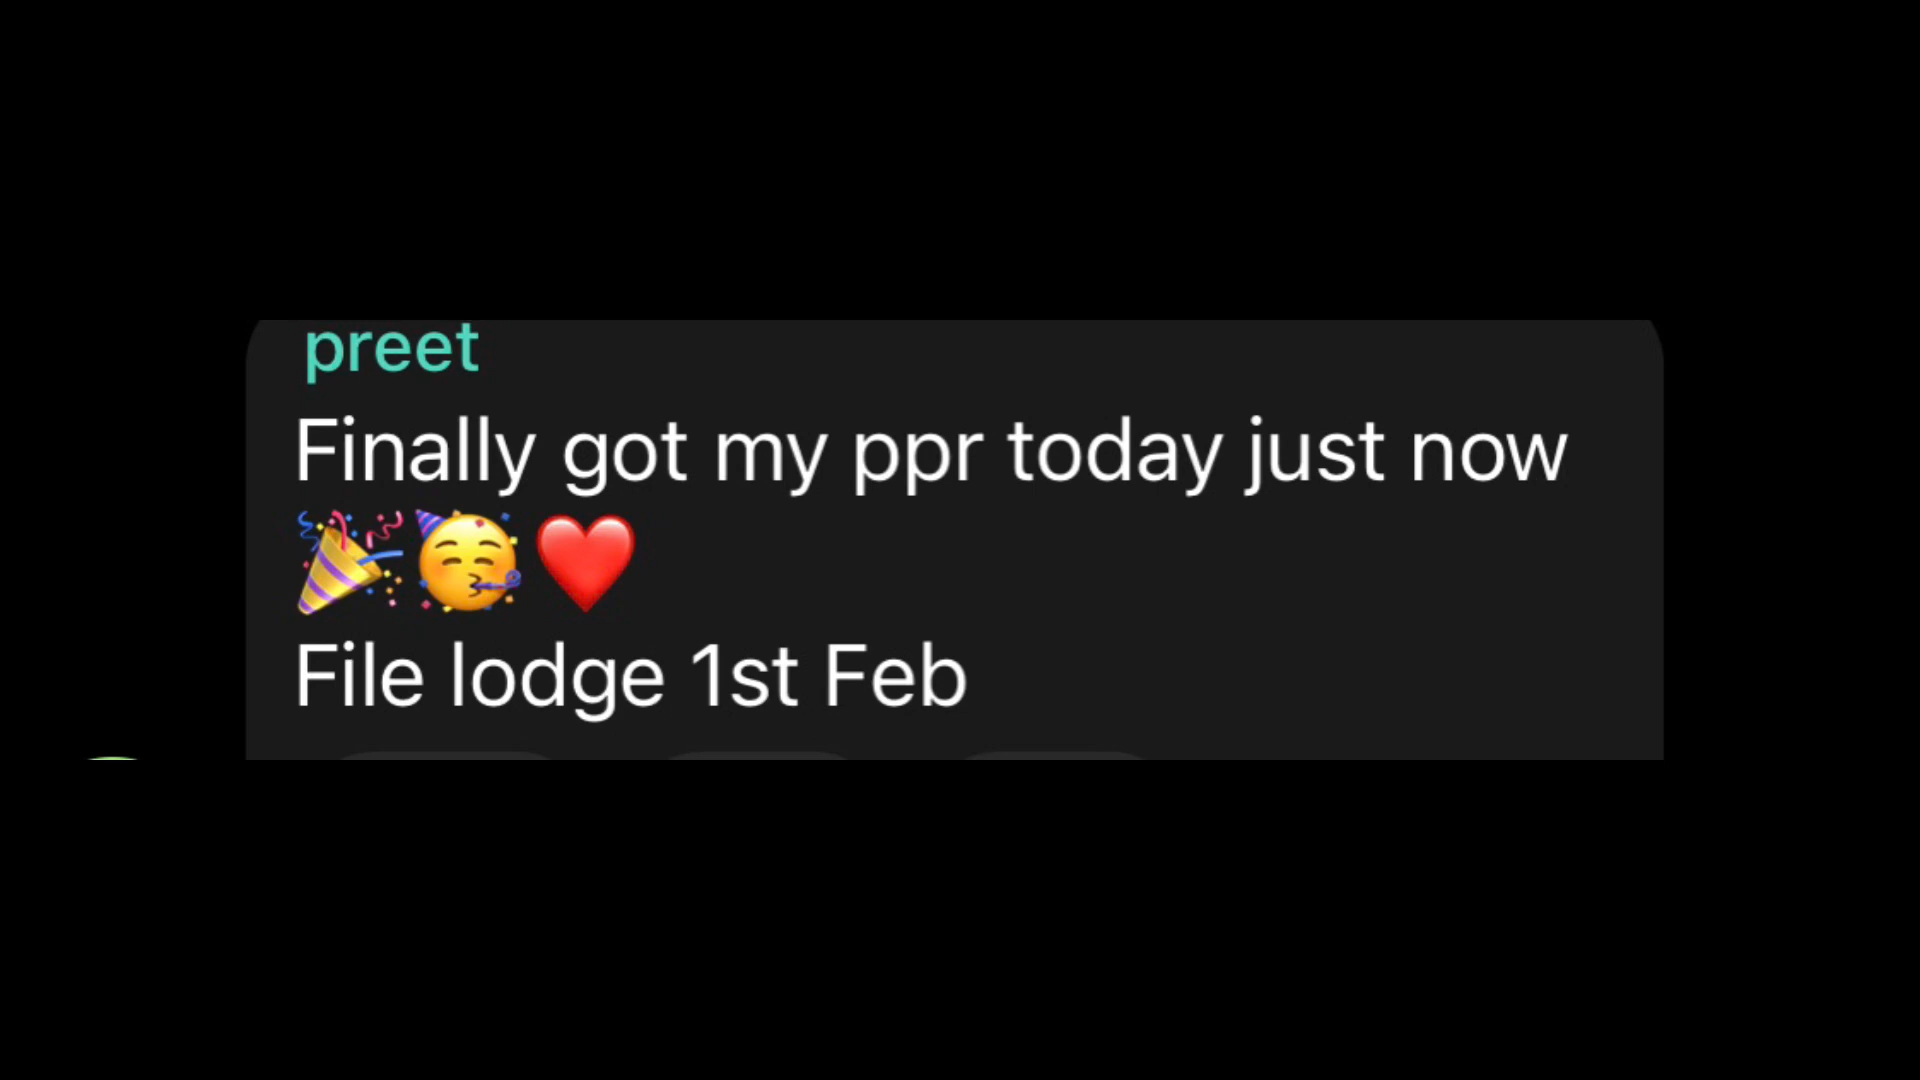 preet
Finally got my ppr today just now
🎉🥳❤️
File lodge 1st Feb